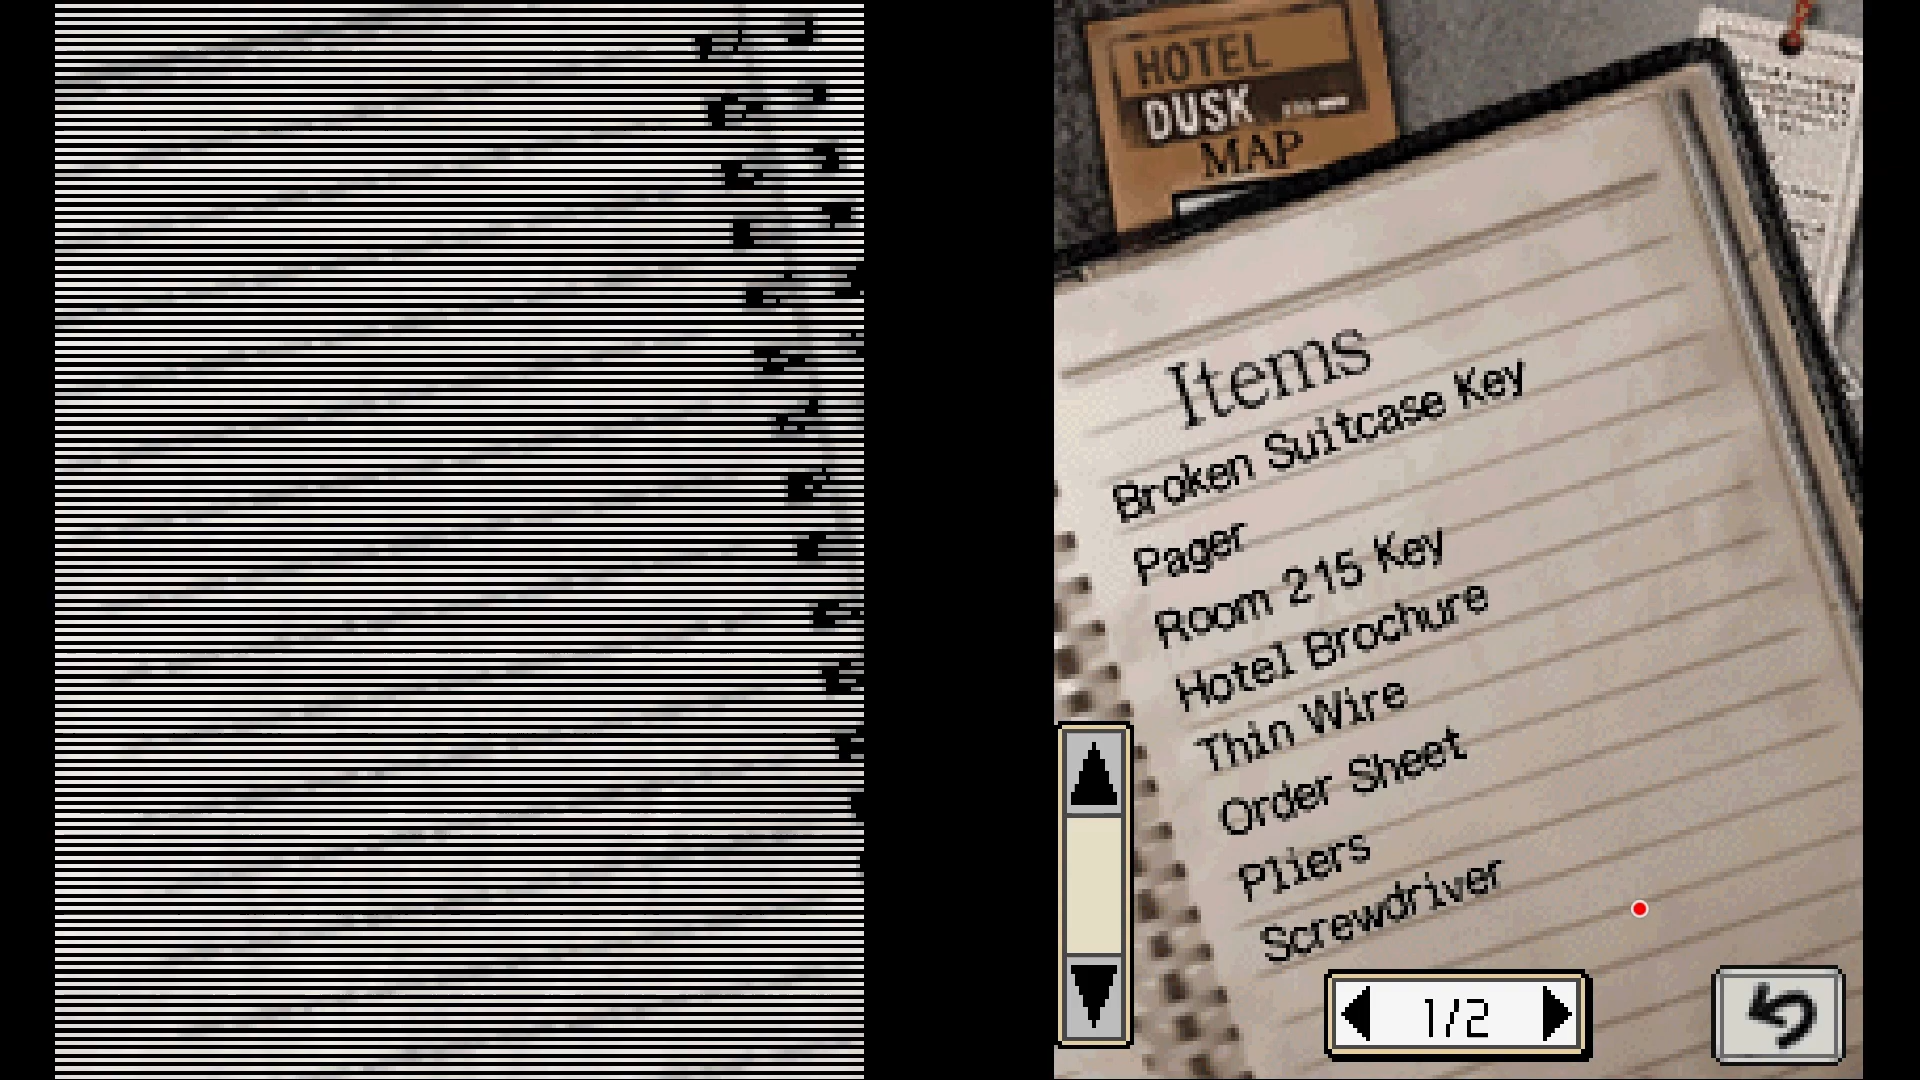 HOTEL
DUSK
MAP
Items
Broken Suitcase Key
Pager
Room 215 Key
Hotel Brochure
Thin Wire
Order Sheet
Pliers
Screwdriver
1/2